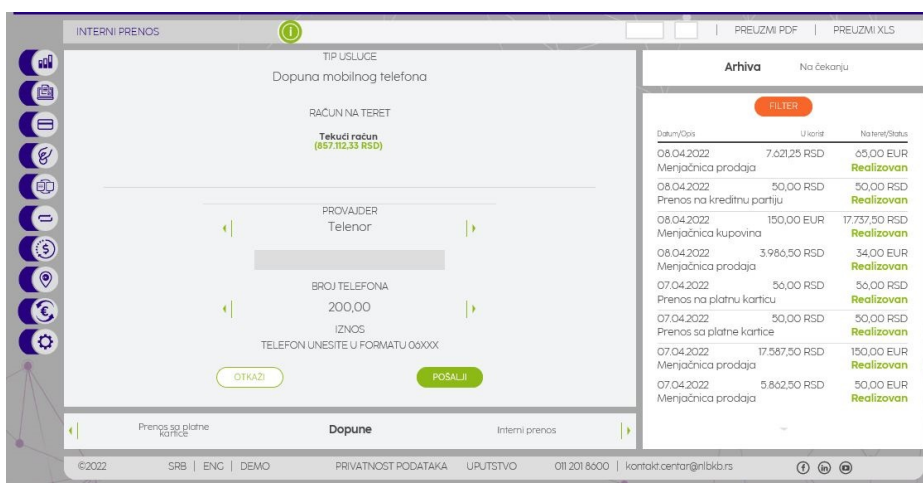 INTERNI PRENOS
PREUZMI PDF | PREUZMI XLS
TIP USLUGE
Dopuna mobilnog telefona
RAČUN NA TERET
Tekući račun
(857.112,33 RSD)
PROVAJDER
Telenor
BROJ TELEFONA
200,00
IZNOS
TELEFON UNESITE U FORMATU 06XXX
OTKAŽI
POŠALJI
Prenos sa platne kartice
Dopune
Interni prenos
Arhiva
Na čekanju
FILTER
Datum/Opis U korist Na teret/Status
08.04.2022 7.621,25 RSD 65,00 EUR
Menjačnica prodaja Realizovan
08.04.2022 50,00 RSD 50,00 RSD
Prenos na kreditnu partiju Realizovan
08.04.2022 150,00 EUR 17.737,50 RSD
Menjačnica kupovina Realizovan
08.04.2022 3.986,50 RSD 34,00 EUR
Menjačnica prodaja Realizovan
07.04.2022 56,00 RSD 56,00 RSD
Prenos na platnu karticu Realizovan
07.04.2022 50,00 RSD 50,00 RSD
Prenos sa platne kartice Realizovan
07.04.2022 17.587,50 RSD 150,00 EUR
Menjačnica prodaja Realizovan
07.04.2022 5.862,50 RSD 50,00 EUR
Menjačnica prodaja Realizovan
©2022 SRB | ENG | DEMO PRIVATNOST PODATAKA UPUTSTVO 011 201 8600 | kontakt.centar@nlbkb.rs